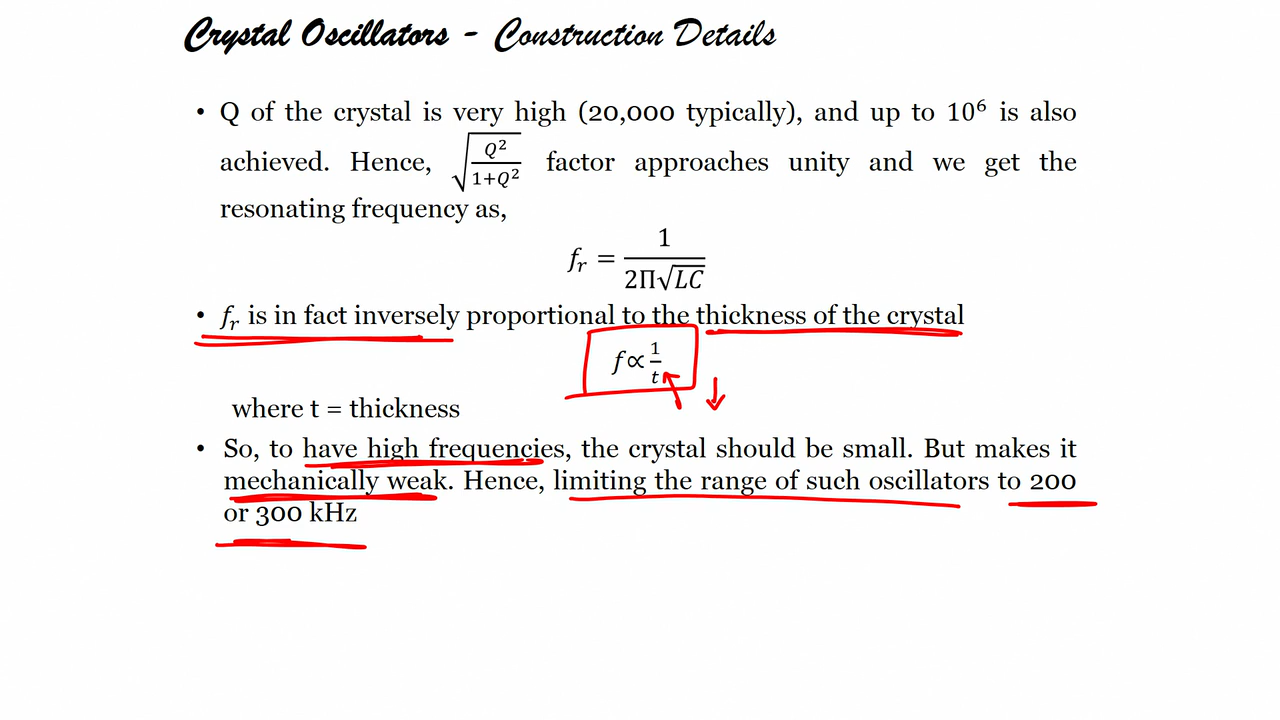 Crystal Oscillators - Construction Details
• Q of the crystal is very high (20,000 typically), and up to 10⁶ is also
achieved. Hence, √(Q²/(1+Q²)) factor approaches unity and we get the
resonating frequency as,
fᵣ = 1/(2Π√LC)
• fᵣ is in fact inversely proportional to the thickness of the crystal
f∝ 1/t
where t = thickness
• So, to have high frequencies, the crystal should be small. But makes it
mechanically weak. Hence, limiting the range of such oscillators to 200
or 300 kHz